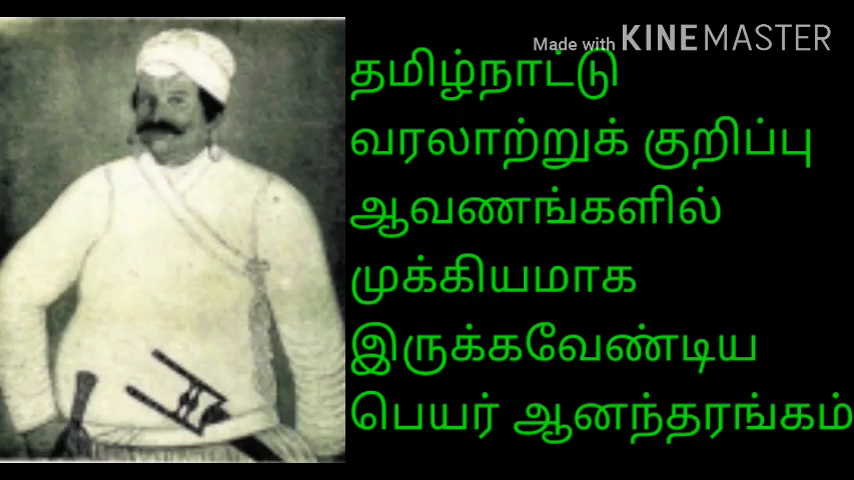 Made with KINEMASTER
தமிழ்நாட்டு
வரலாற்றுக் குறிப்பு
ஆவணங்களில்
முக்கியமாக
இருக்கவேண்டிய
பெயர் ஆனந்தரங்கம்